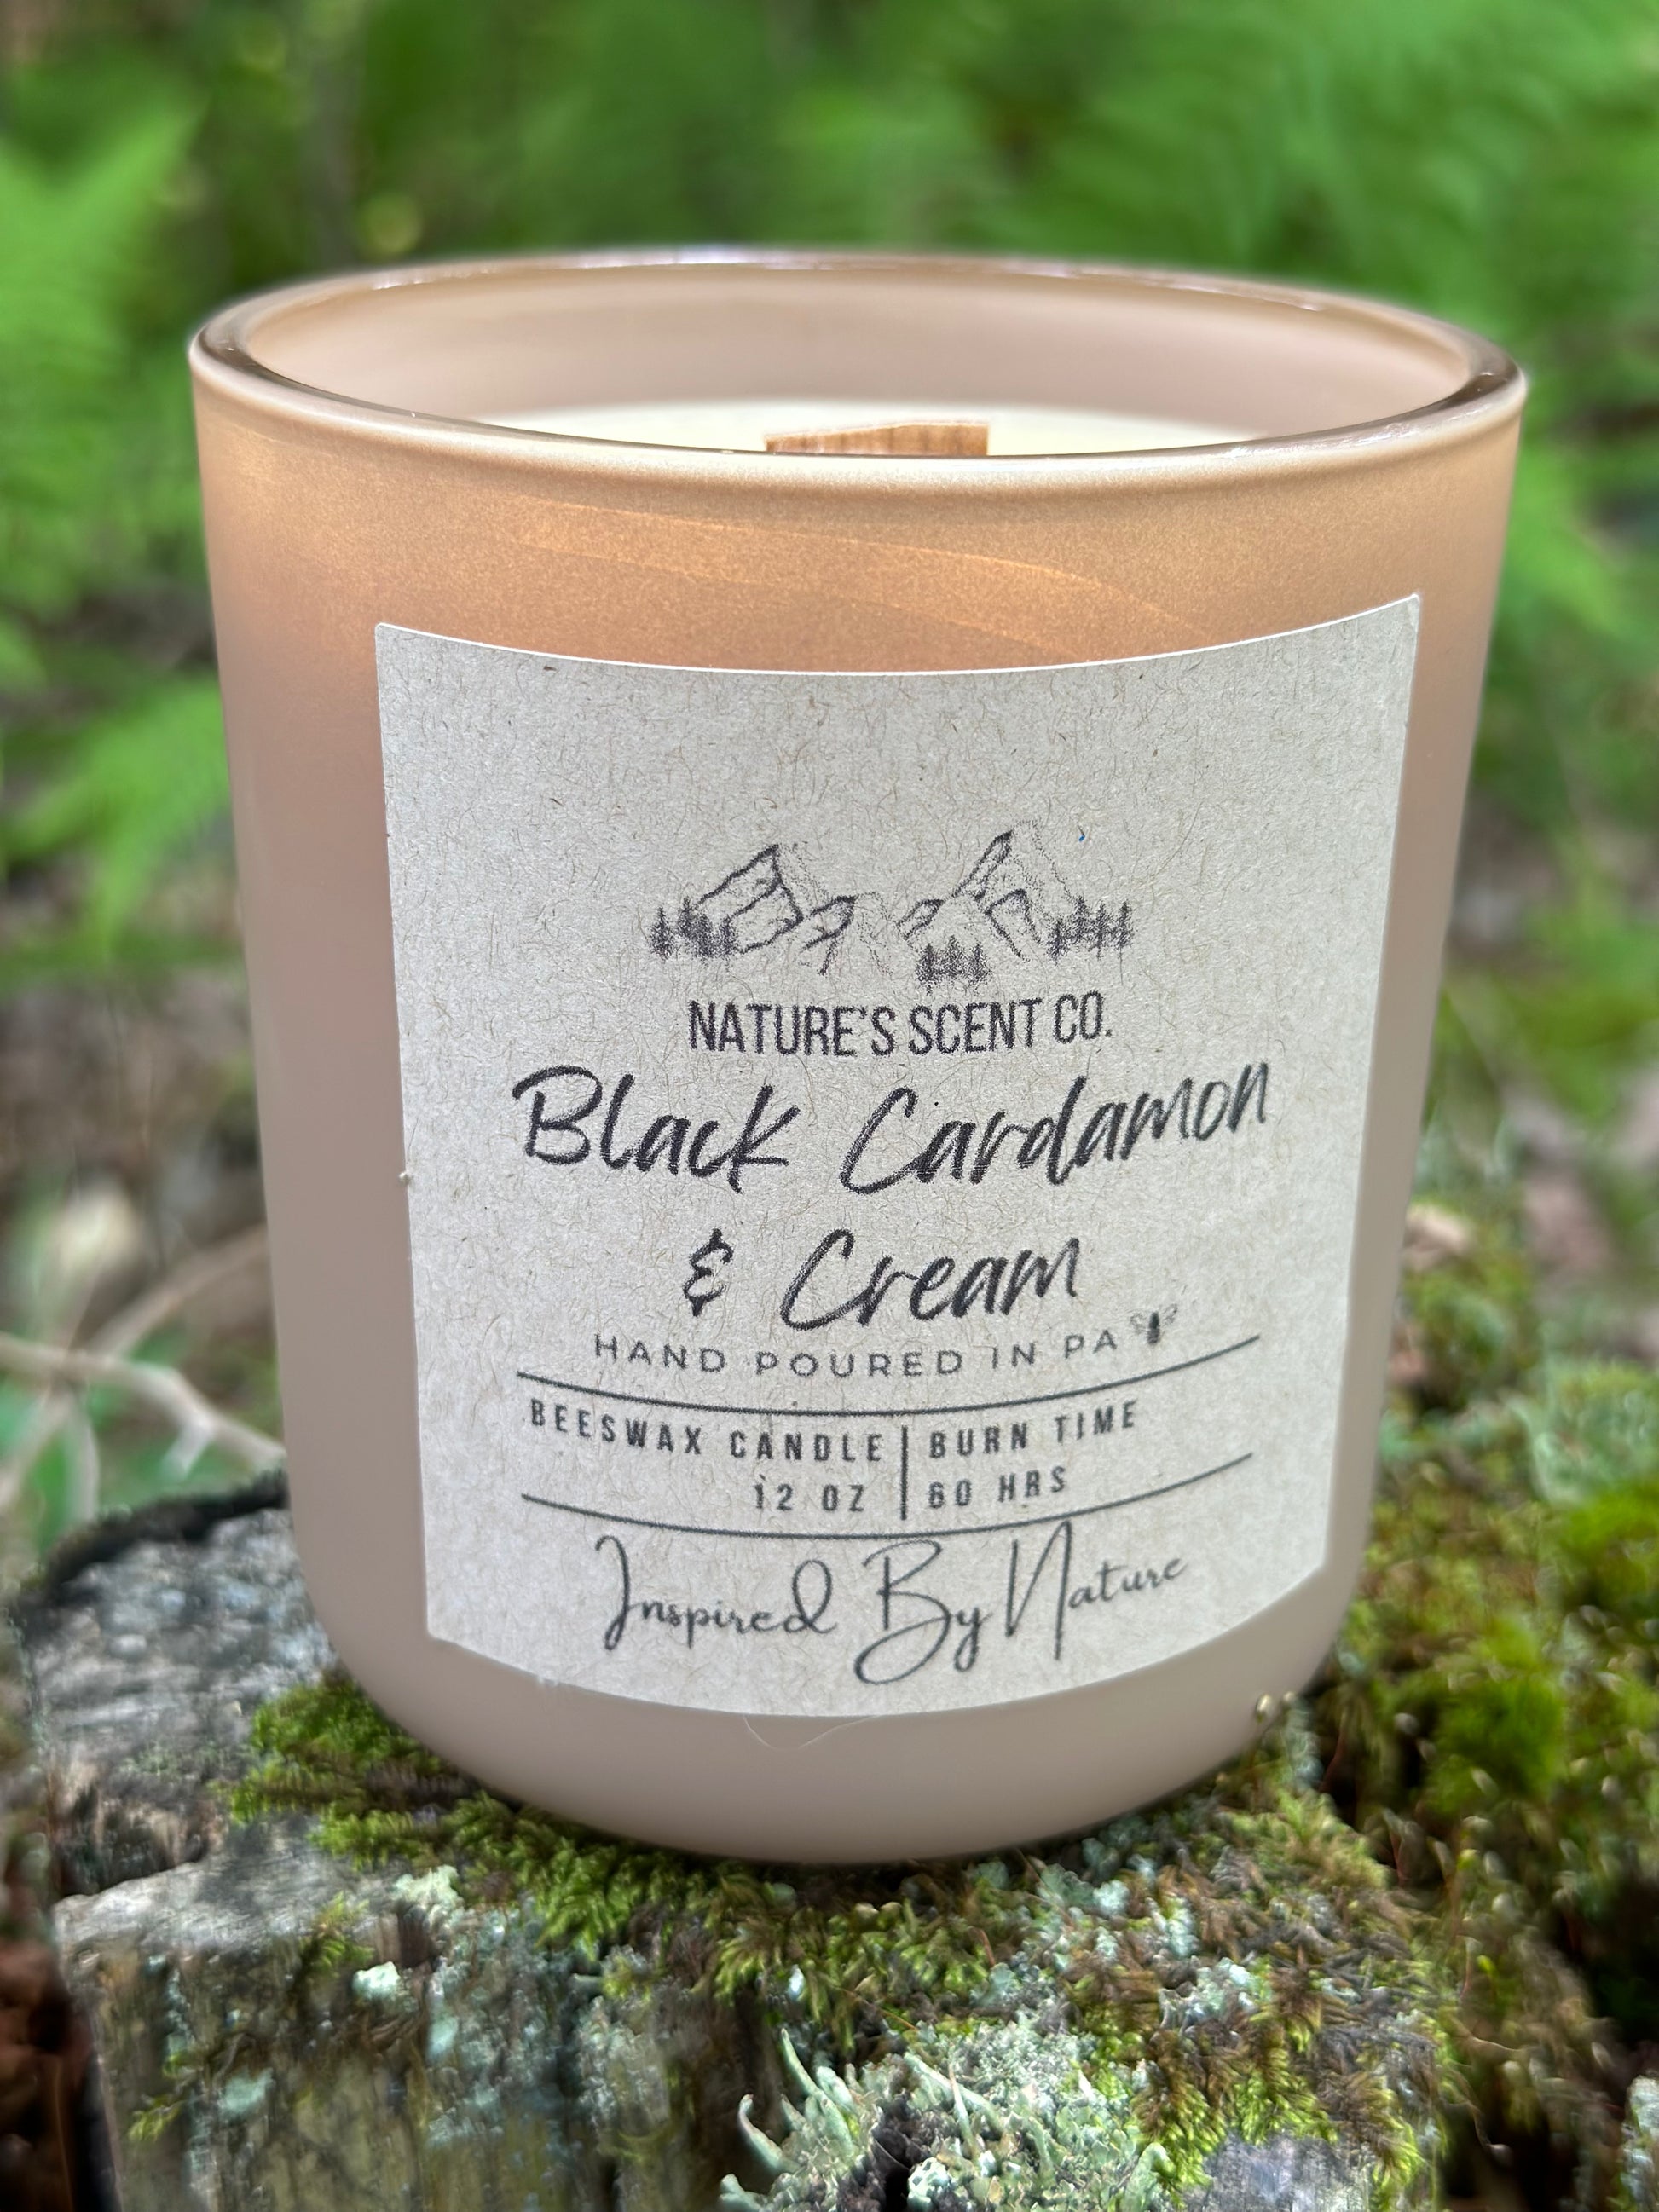 NATURE'S SCENT CO.
Black Cardamon
& Cream
HAND POURED IN PA
BEESWAX CANDLE | BURN TIME
12 OZ | 60 HRS
Inspired By Nature